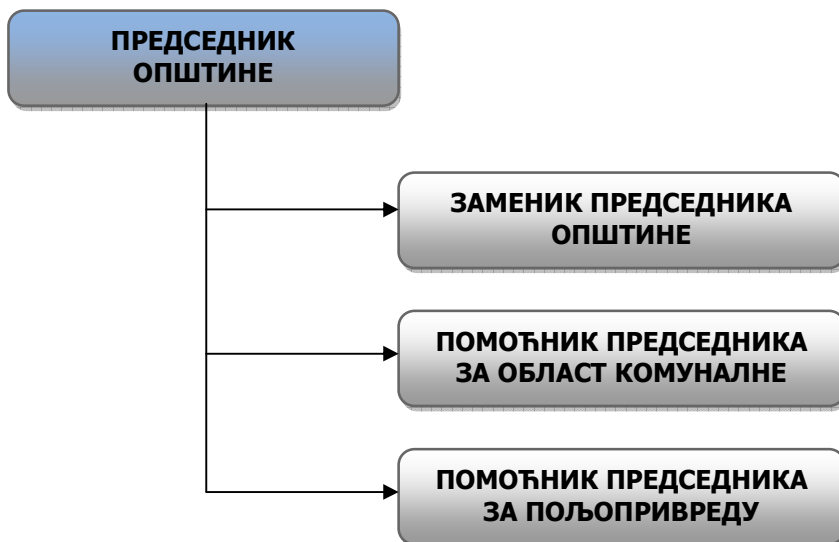 ПРЕДСЕДНИК
ОПШТИНЕ
ЗАМЕНИК ПРЕДСЕДНИКА
ОПШТИНЕ
ПОМОЋНИК ПРЕДСЕДНИКА
ЗА ОБЛАСТ КОМУНАЛНЕ
ПОМОЋНИК ПРЕДСЕДНИКА
ЗА ПОЉОПРИВРЕДУ